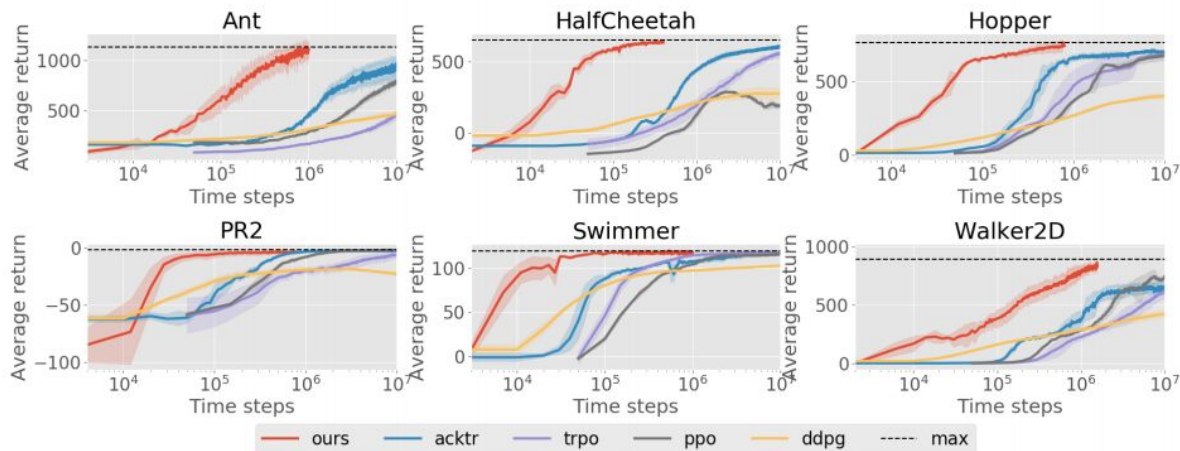 Ant
HalfCheetah
Hopper
Average return
1000
500
10^4
10^5
10^6
10^7
Time steps
Average return
500
0
10^4
10^5
10^6
10^7
Time steps
Average return
500
0
10^4
10^5
10^6
10^7
Time steps
PR2
Swimmer
Walker2D
Average return
0
−50
−100
10^4
10^5
10^6
10^7
Time steps
Average return
100
50
0
10^4
10^5
10^6
10^7
Time steps
Average return
1000
500
0
10^4
10^5
10^6
10^7
Time steps
ours acktr trpo ppo ddpg max